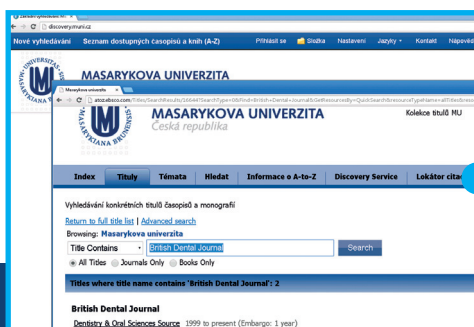 discovery.muni.cz
Nové vyhledávání Seznam dostupných časopisů a knih (A-Z) Přihlásit se Složka Nastavení Jazyky Kontakt Nápověd
MASARYKOVA UNIVERZITA
Masarykova univerzita
MASARYKOVA UNIVERZITA
Česká republika
Kolekce titulů MU
Index Tituly Témata Hledat Informace o A-to-Z Discovery Service Lokátor citac
Vyhledávání konkrétních titulů časopisů a monografií
Return to full title list | Advanced search
Browsing: Masarykova univerzita
Title Contains British Dental Journal Search
All Titles Journals Only Books Only
Titles where title name contains 'British Dental Journal': 2
British Dental Journal
Dentistry & Oral Sciences Source 1999 to present (Embargo: 1 year)